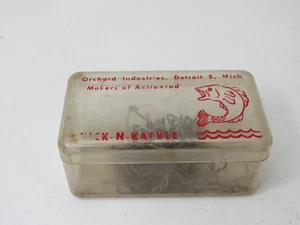 Orchard Industries, Detroit 5, Mich
Makers of Actionrod
-N-KACKLE